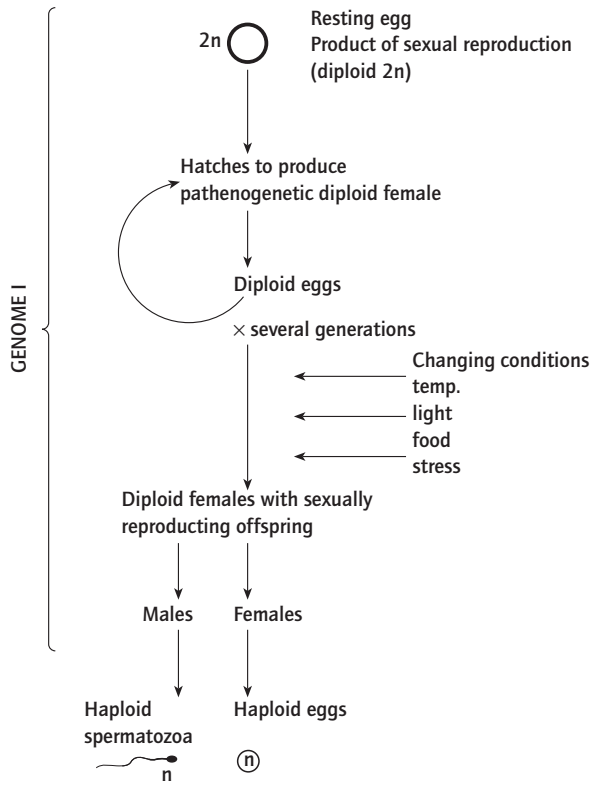 2n
Resting egg
Product of sexual reproduction
(diploid 2n)
Hatches to produce
pathenogenetic diploid female
Diploid eggs
× several generations
GENOME I
Changing conditions
temp.
light
food
stress
Diploid females with sexually
reproducting offspring
Males
Females
Haploid
spermatozoa
n
Haploid eggs
n